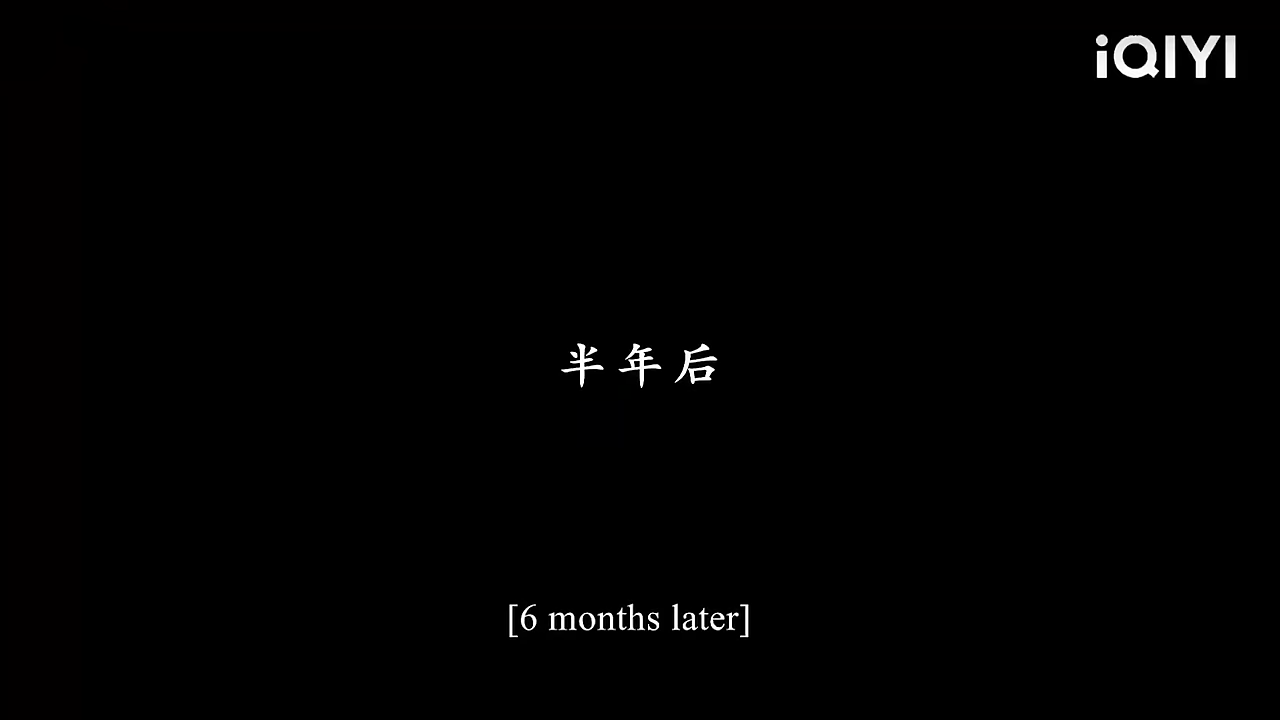 iQIYI
半年后
[6 months later]